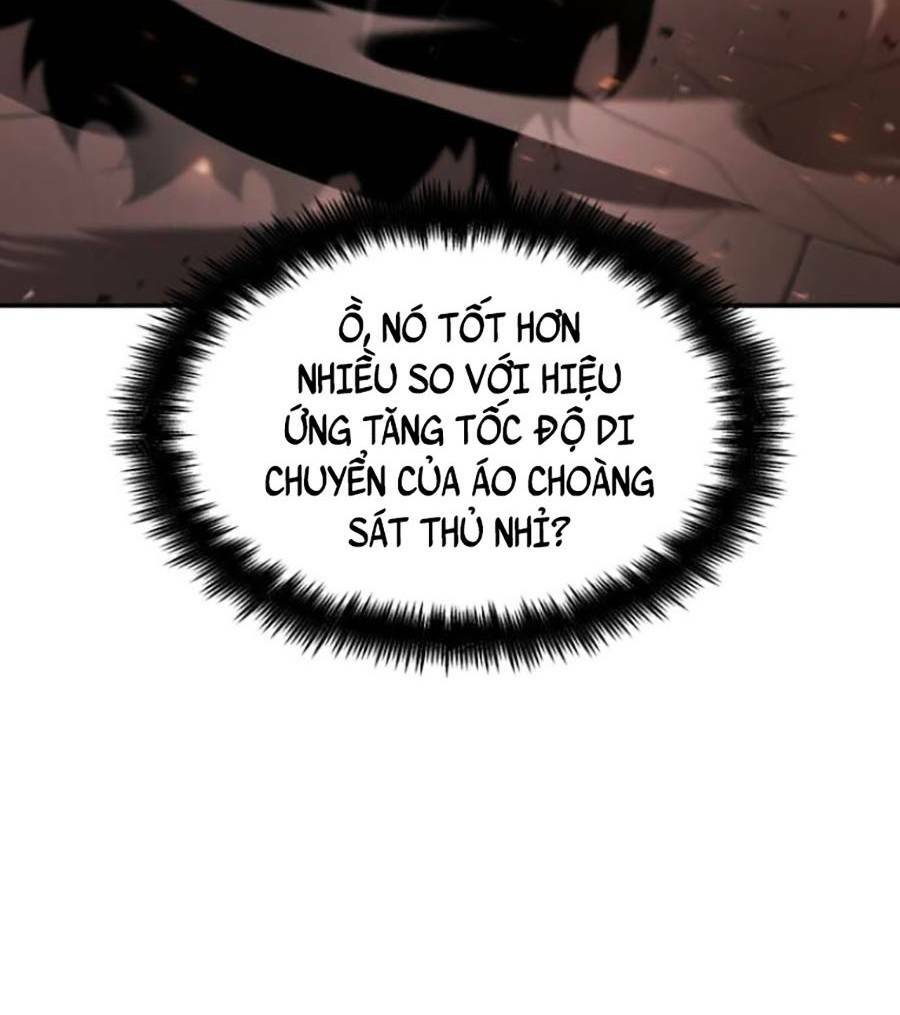 Ồ, NÓ TỐT HƠN
NHIỀU SO VỚI HIỆU
ỨNG TĂNG TỐC ĐỘ DI
CHUYỂN CỦA ÁO CHOÀNG
SÁT THỦ NHỈ?